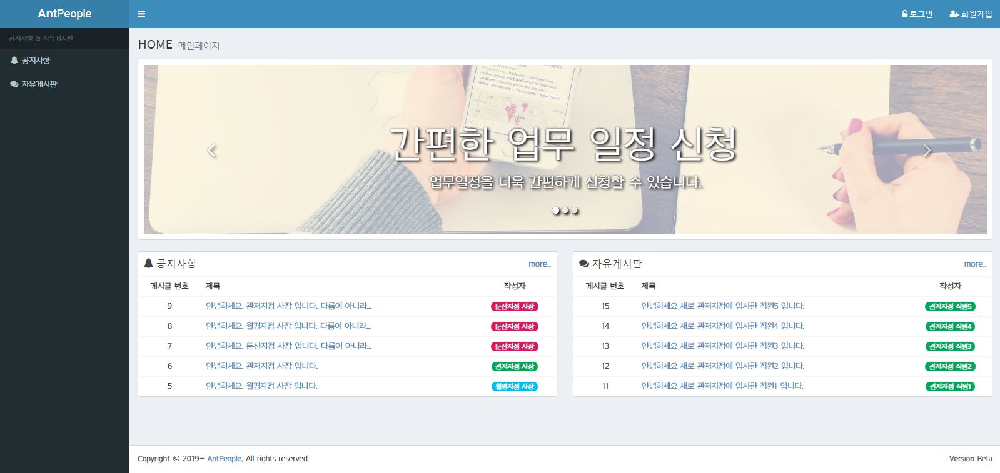 AntPeople
로그인 회원가입
공지사항 & 자유게시판
공지사항
자유게시판
HOME 메인페이지
간편한 업무 일정 신청
업무일정을 더욱 간편하게 신청할 수 있습니다.
공지사항 more..
게시글 번호 제목 작성자
9 안녕하세요. 관저지점 사장 입니다. 다름이 아니라... 둔산지점 사장
8 안녕하세요. 월평지점 사장 입니다. 다름이 아니라... 둔산지점 사장
7 안녕하세요. 둔산지점 사장 입니다. 다름이 아니라... 둔산지점 사장
6 안녕하세요. 관저지점 사장 입니다. 관저지점 사장
5 안녕하세요. 월평지점 사장 입니다. 월평지점 사장
자유게시판 more..
게시글 번호 제목 작성자
15 안녕하세요 새로 관저지점에 입사한 직원5 입니다. 관저지점 직원5
14 안녕하세요 새로 관저지점에 입사한 직원4 입니다. 관저지점 직원4
13 안녕하세요 새로 관저지점에 입사한 직원3 입니다. 관저지점 직원3
12 안녕하세요 새로 관저지점에 입사한 직원2 입니다. 관저지점 직원2
11 안녕하세요 새로 관저지점에 입사한 직원1 입니다. 관저지점 직원1
Copyright © 2019~ AntPeople. All rights reserved. Version Beta